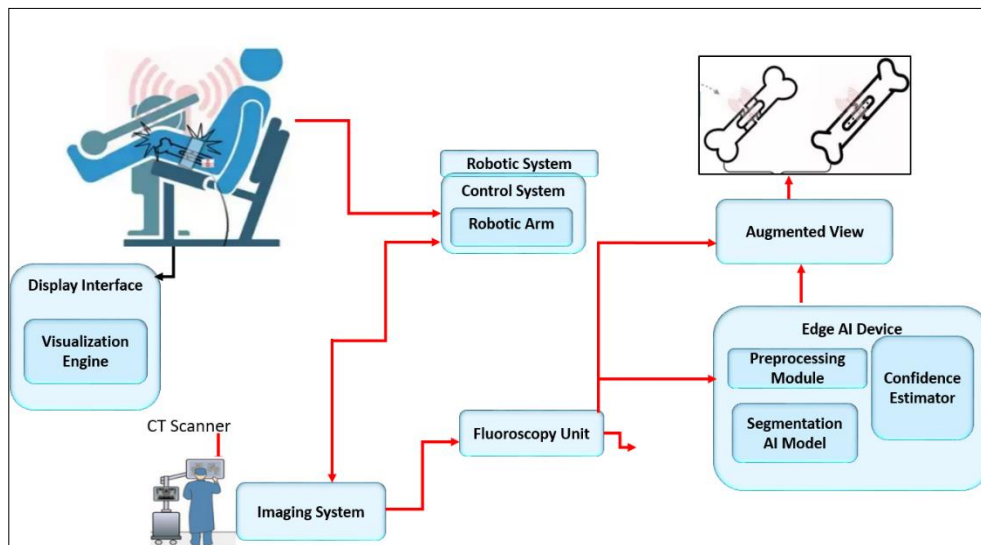 Robotic System
Control System
Robotic Arm
Augmented View
Display Interface
Visualization
Engine
Edge AI Device
Preprocessing
Module
Confidence
Estimator
Segmentation
AI Model
CT Scanner
Fluoroscopy Unit
Imaging System